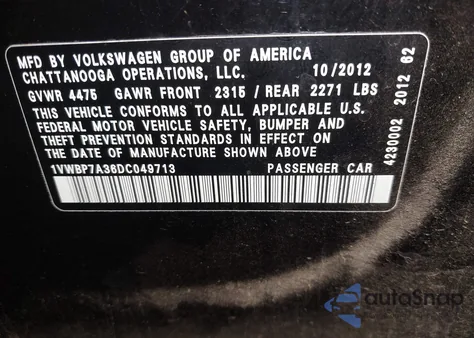 MFD BY VOLKSWAGEN GROUP OF AMERICA
CHATTANOOGA OPERATIONS, LLC. 10/2012
GVWR 4475 GAWR FRONT 2315 / REAR 2271 LBS
THIS VEHICLE CONFORMS TO ALL APPLICABLE U.S.
FEDERAL MOTOR VEHICLE SAFETY, BUMPER AND
THEFT PREVENTION STANDARDS IN EFFECT ON
THE DATE OF MANUFACTURE SHOWN ABOVE
1VWBP7A36DC049713 PASSENGER CAR
4230002 2012 62
autoSnap